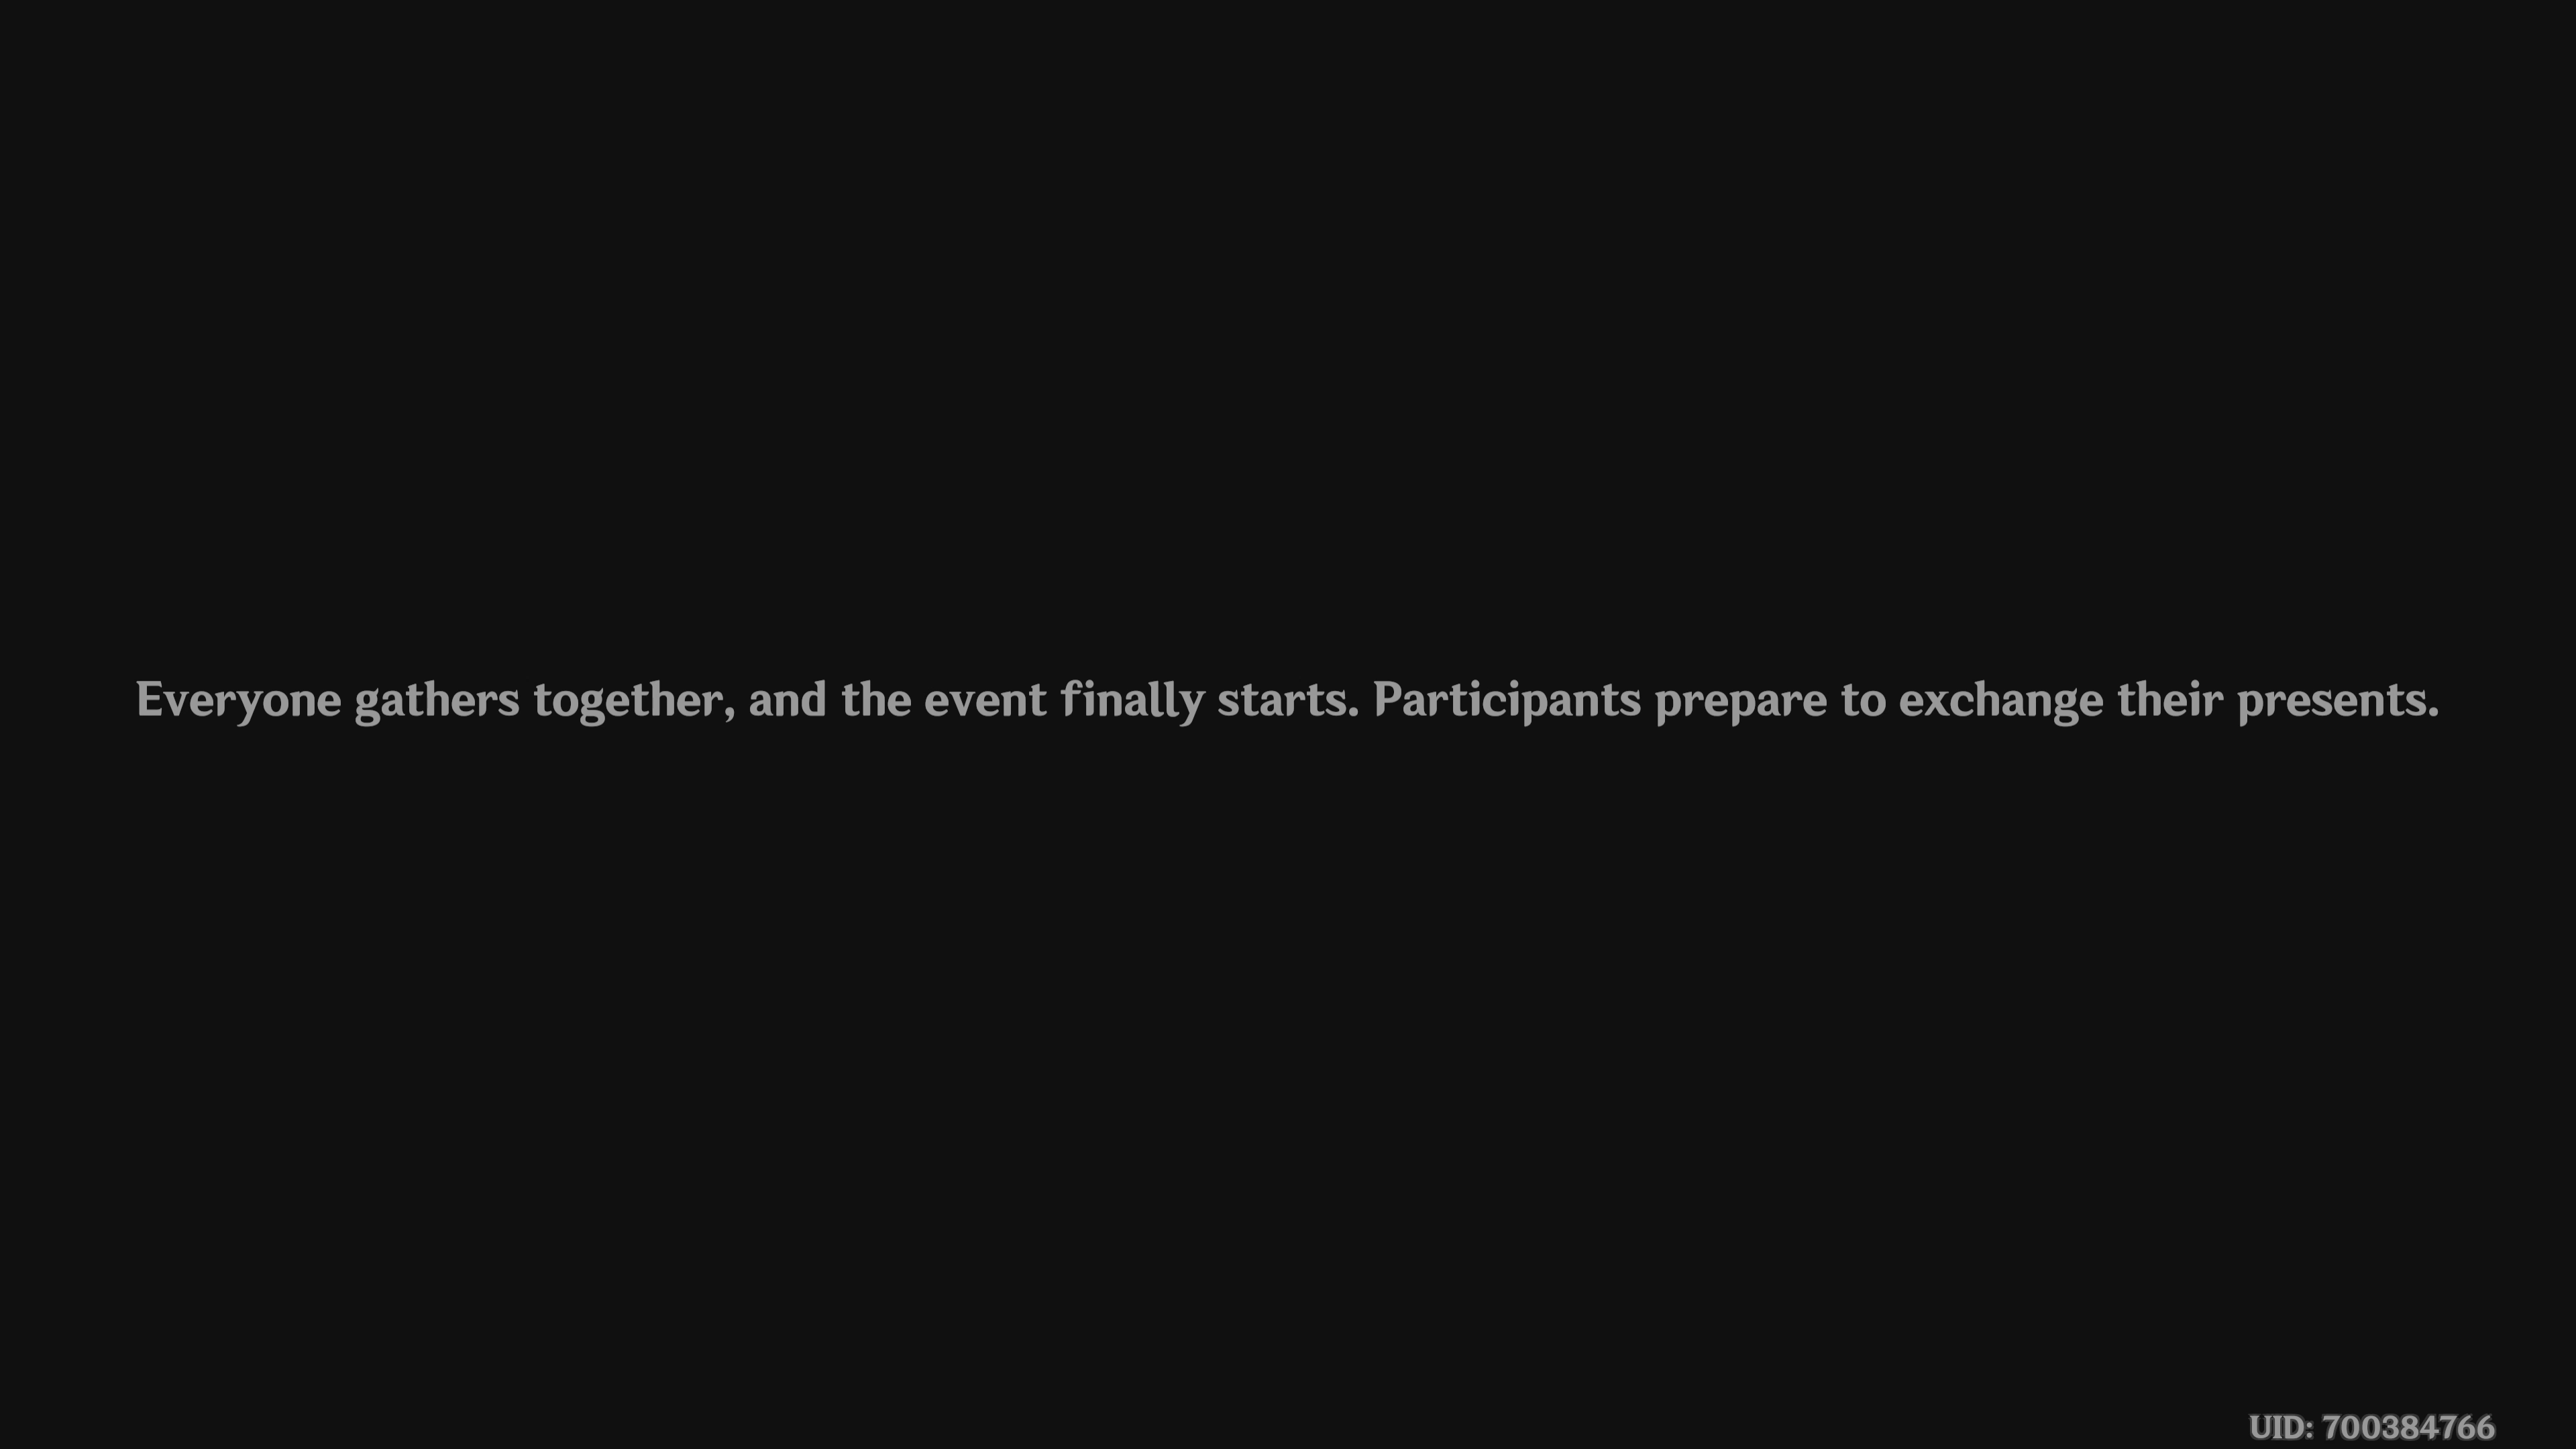 Everyone gathers together, and the event finally starts. Participants prepare to exchange their presents.
UID: 700384766